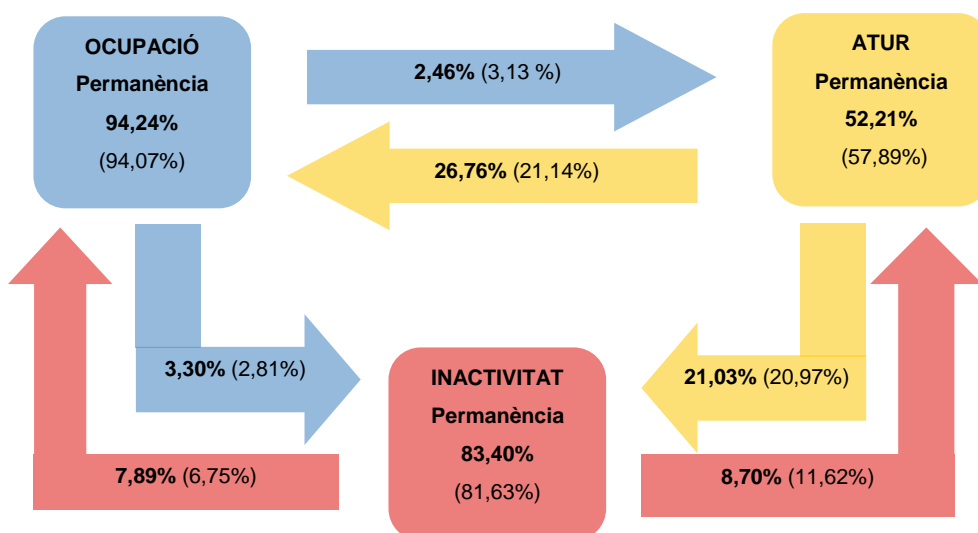 OCUPACIÓ
Permanència
94,24%
(94,07%)
2,46% (3,13 %)
ATUR
Permanència
52,21%
(57,89%)
26,76% (21,14%)
3,30% (2,81%)
INACTIVITAT
Permanència
83,40%
(81,63%)
21,03% (20,97%)
7,89% (6,75%)
8,70% (11,62%)